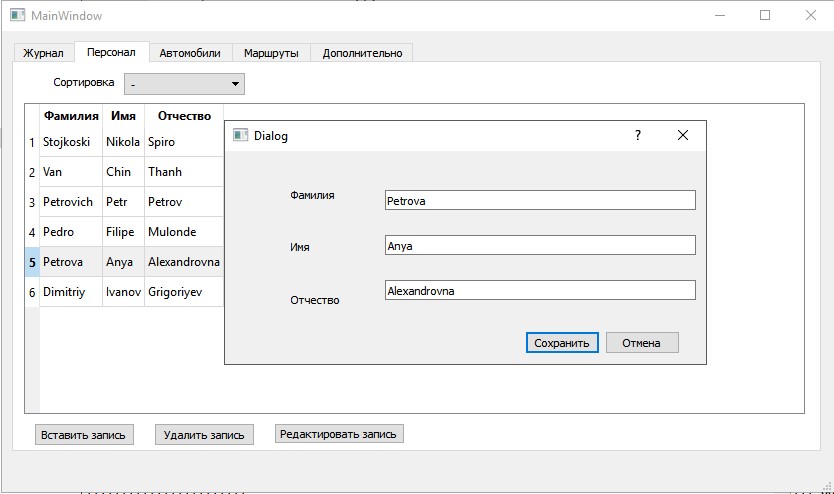 MainWindow
Журнал Персонал Автомобили Маршруты Дополнительно
Сортировка -
Фамилия Имя Отчество
1 Stojkoski Nikola Spiro
2 Van Chin Thanh
3 Petrovich Petr Petrov
4 Pedro Filipe Mulonde
5 Petrova Anya Alexandrovna
6 Dimitriy Ivanov Grigoriyev
Dialog ?
Фамилия Petrova
Имя Anya
Отчество Alexandrovna
Сохранить Отмена
Вставить запись Удалить запись Редактировать запись